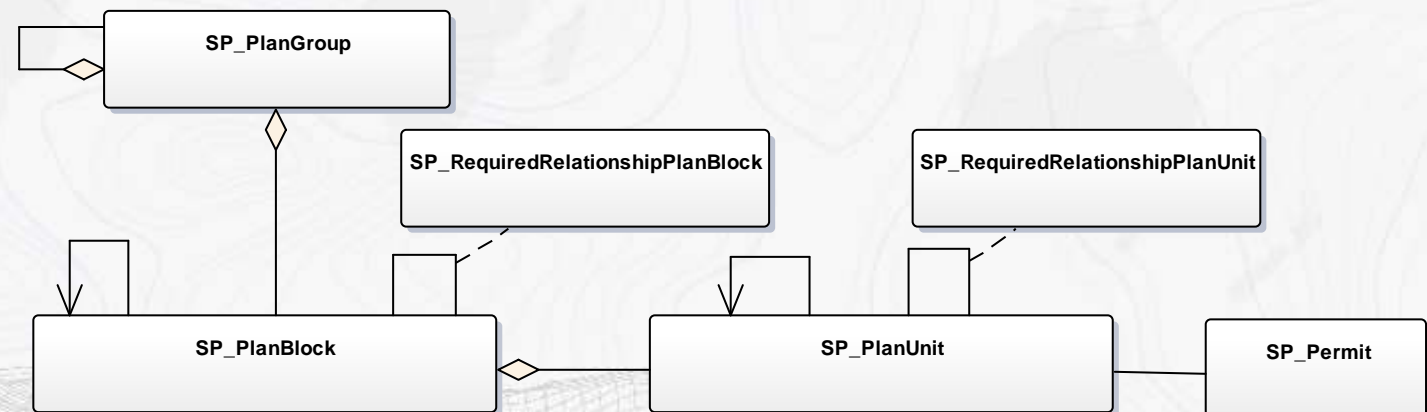 SP_PlanGroup
SP_RequiredRelationshipPlanBlock
SP_RequiredRelationshipPlanUnit
SP_PlanBlock
SP_PlanUnit
SP_Permit